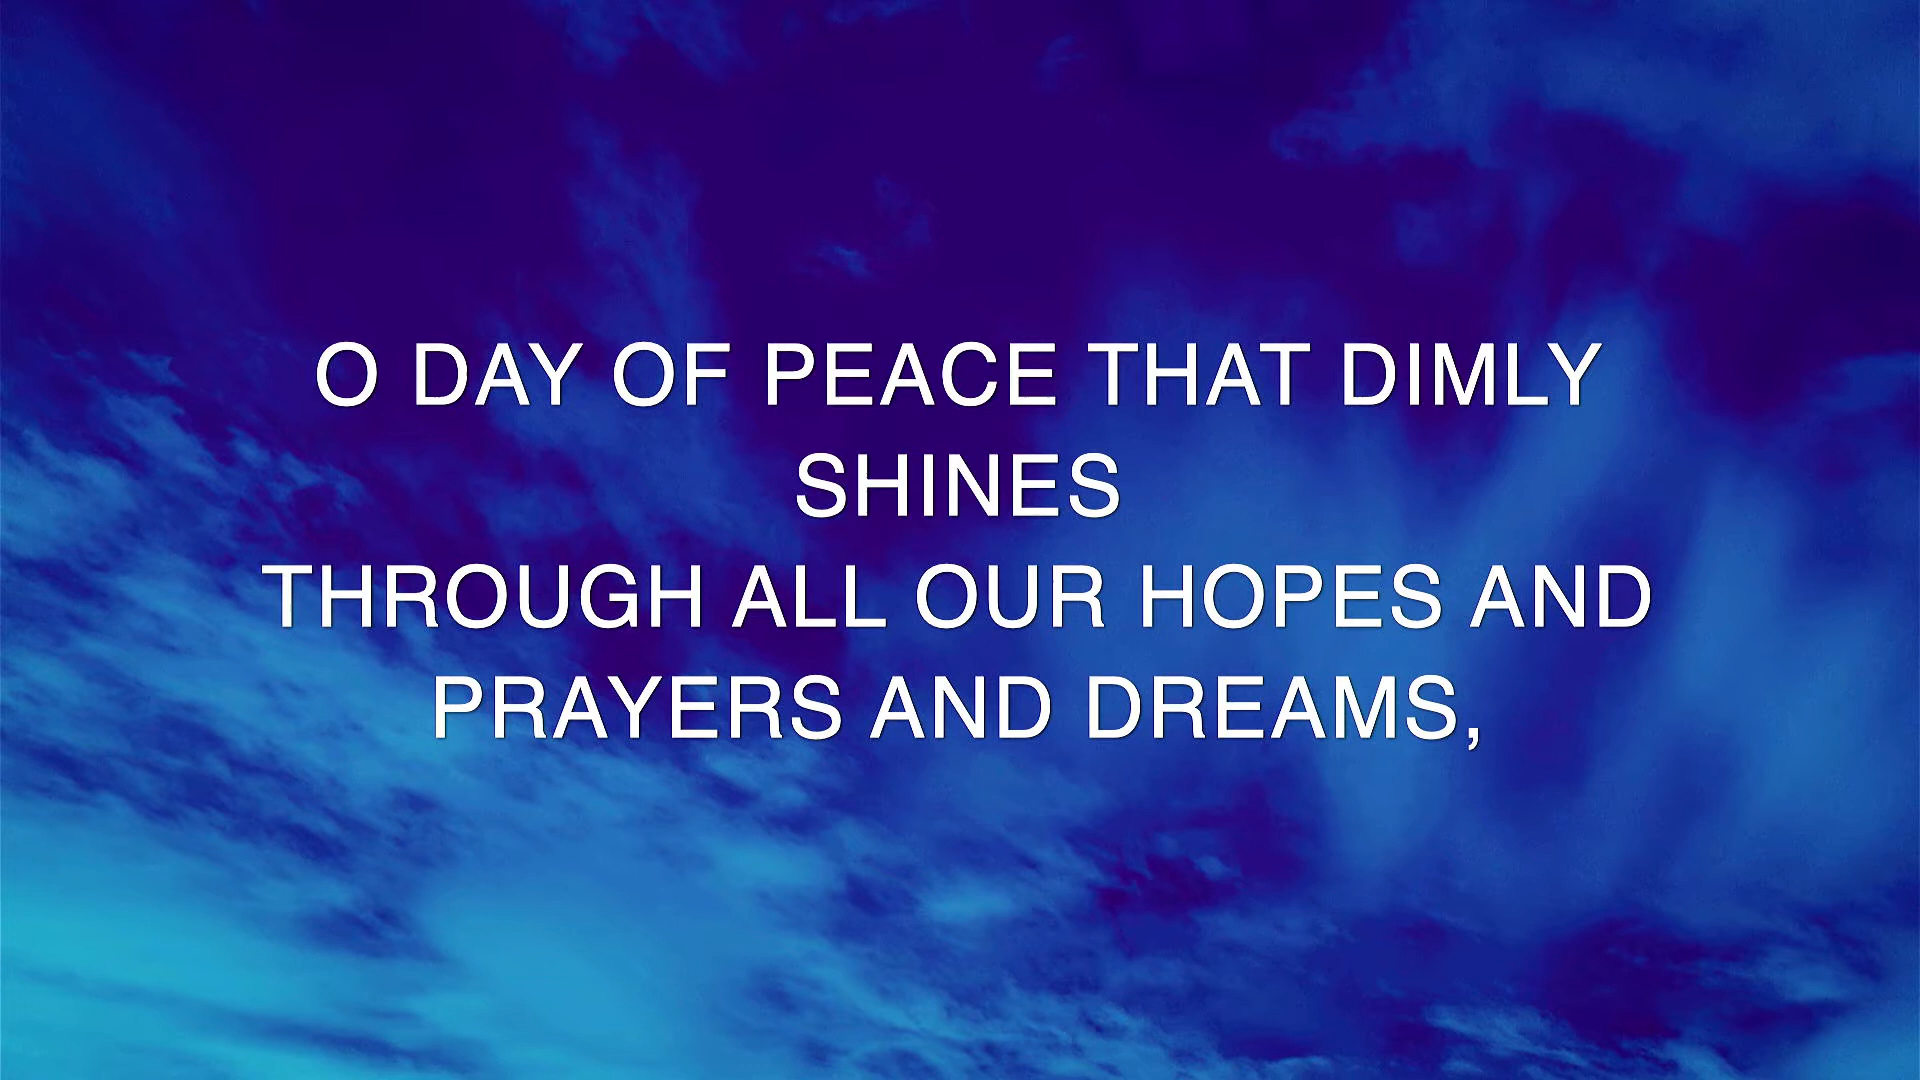 O DAY OF PEACE THAT DIMLY
SHINES
THROUGH ALL OUR HOPES AND
PRAYERS AND DREAMS,